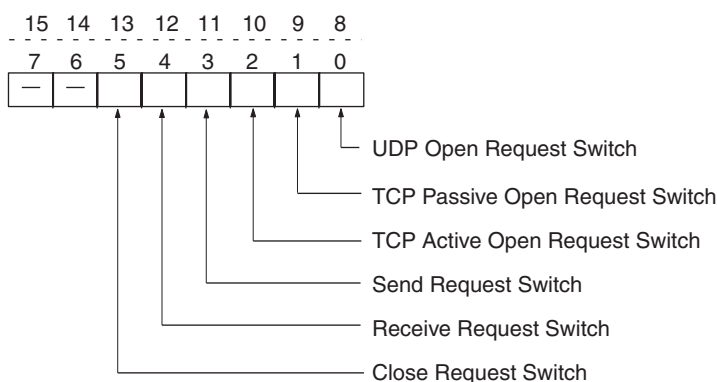 15 14 13 12 11 10 9 8
7 6 5 4 3 2 1 0
— —
UDP Open Request Switch
TCP Passive Open Request Switch
TCP Active Open Request Switch
Send Request Switch
Receive Request Switch
Close Request Switch